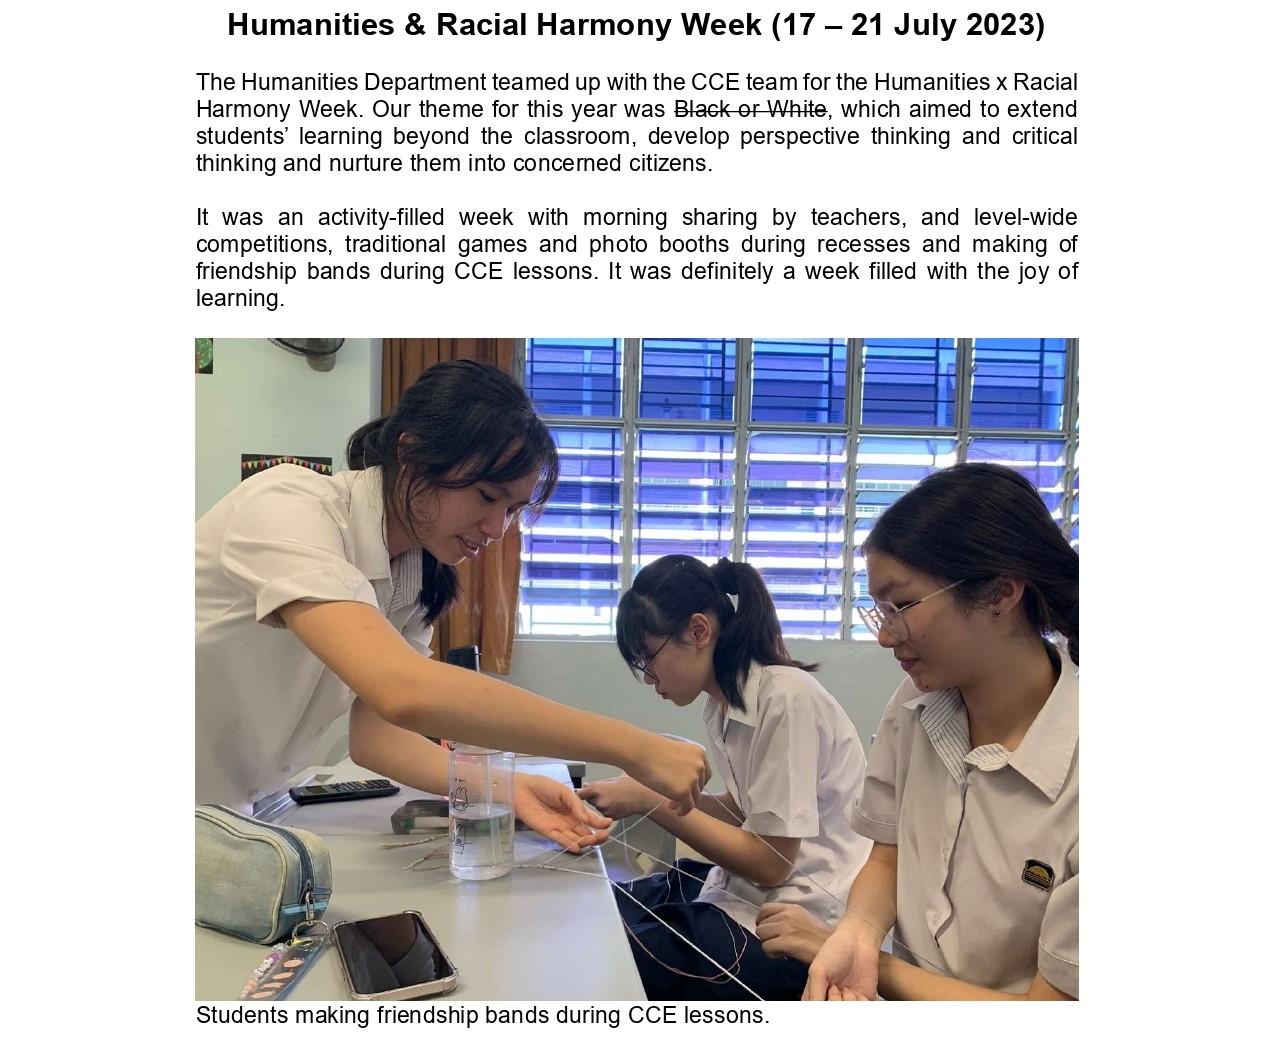 Humanities & Racial Harmony Week (17 – 21 July 2023)
The Humanities Department teamed up with the CCE team for the Humanities x Racial
Harmony Week. Our theme for this year was Black or White, which aimed to extend
students’ learning beyond the classroom, develop perspective thinking and critical
thinking and nurture them into concerned citizens.
It was an activity-filled week with morning sharing by teachers, and level-wide
competitions, traditional games and photo booths during recesses and making of
friendship bands during CCE lessons. It was definitely a week filled with the joy of
learning.
Students making friendship bands during CCE lessons.